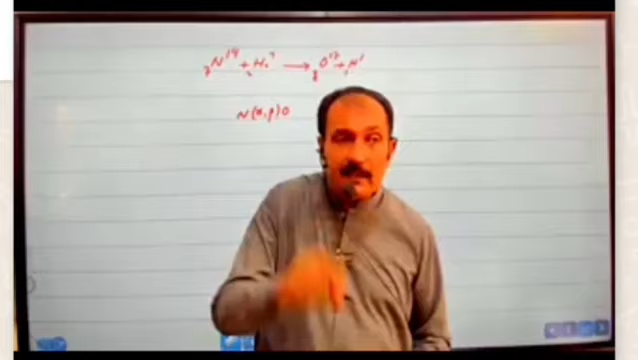 ₇N¹⁴ + ₂He⁴ → ₈O¹⁷ + ₁H¹
N(α,p)O